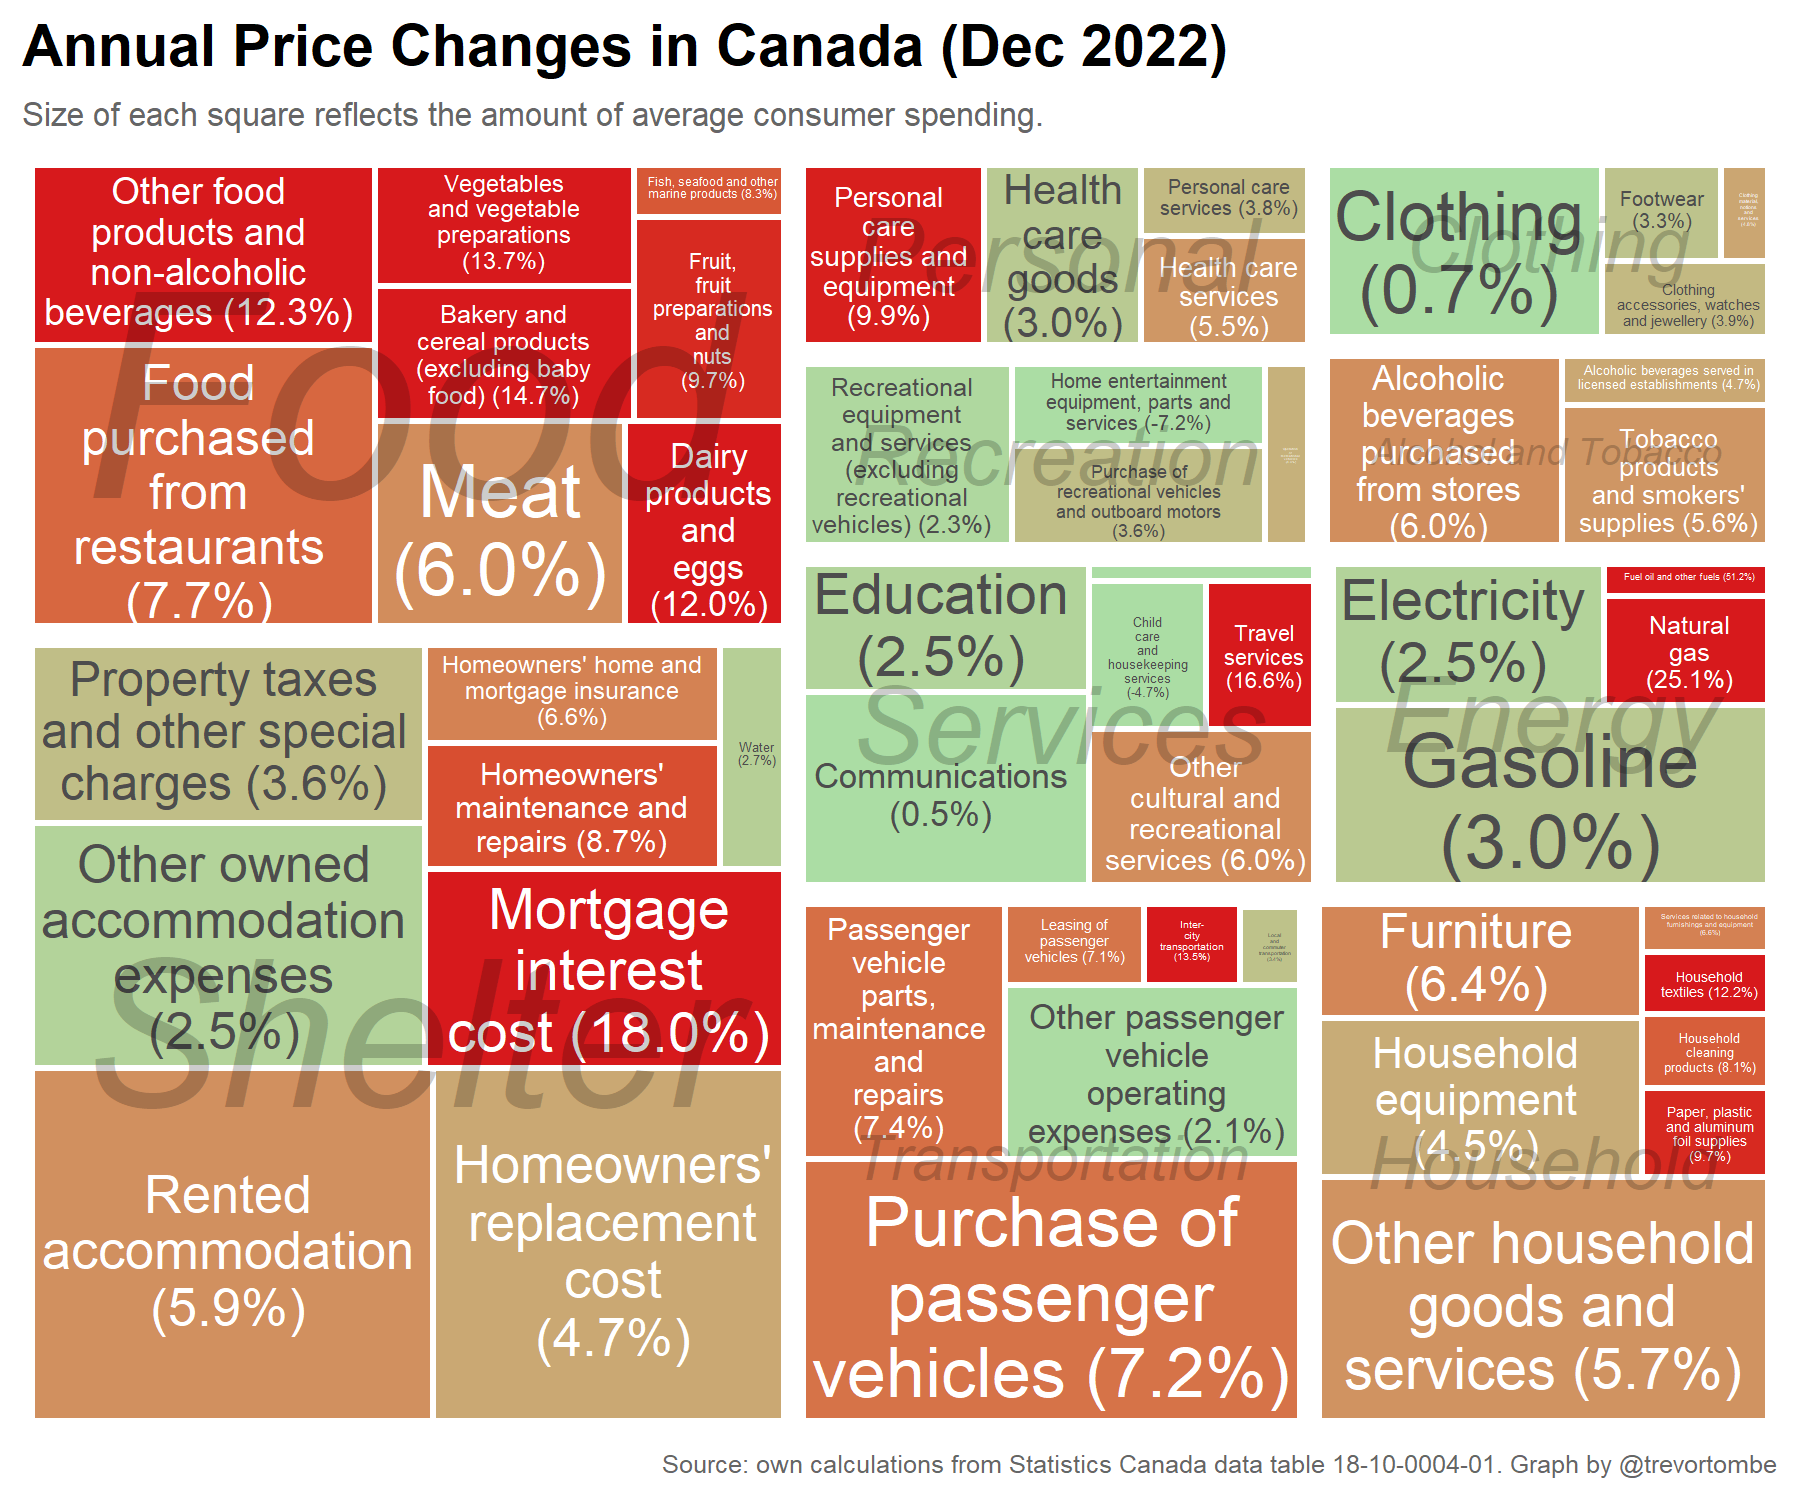 Annual Price Changes in Canada (Dec 2022)
Size of each square reflects the amount of average consumer spending.
Food
Other food
products and
non-alcoholic
beverages (12.3%)
Vegetables
and vegetable
preparations
(13.7%)
Fish, seafood and other
marine products (8.3%)
Fruit,
fruit
preparations
and
nuts
(9.7%)
Bakery and
cereal products
(excluding baby
food) (14.7%)
Food
purchased
from
restaurants
(7.7%)
Meat
(6.0%)
Dairy
products
and
eggs
(12.0%)
Personal
Personal
care
supplies and
equipment
(9.9%)
Health
care
goods
(3.0%)
Personal care
services (3.8%)
Health care
services
(5.5%)
Clothing
Clothing
(0.7%)
Footwear
(3.3%)
Clothing
material,
notions
and
services
Clothing
accessories, watches
and jewellery (3.9%)
Recreation
Recreational
equipment
and services
(excluding
recreational
vehicles) (2.3%)
Home entertainment
equipment, parts and
services (-7.2%)
Purchase of
recreational vehicles
and outboard motors
(3.6%)
Alcohol and Tobacco
Alcoholic
beverages
purchased
from stores
(6.0%)
Alcoholic beverages served in
licensed establishments (4.7%)
Tobacco
products
and smokers'
supplies (5.6%)
Services
Education
(2.5%)
Child
care
and
housekeeping
services
(-4.7%)
Travel
services
(16.6%)
Communications
(0.5%)
Other
cultural and
recreational
services (6.0%)
Energy
Electricity
(2.5%)
Fuel oil and other fuels (51.2%)
Natural
gas
(25.1%)
Gasoline
(3.0%)
Shelter
Property taxes
and other special
charges (3.6%)
Homeowners' home and
mortgage insurance
(6.6%)
Water
(2.7%)
Homeowners'
maintenance and
repairs (8.7%)
Other owned
accommodation
expenses
(2.5%)
Mortgage
interest
cost (18.0%)
Rented
accommodation
(5.9%)
Homeowners'
replacement
cost
(4.7%)
Transportation
Passenger
vehicle
parts,
maintenance
and
repairs
(7.4%)
Leasing of
passenger
vehicles (7.1%)
Inter-
city
transportation
(13.5%)
Local
and
commuter
transportation
Other passenger
vehicle
operating
expenses (2.1%)
Purchase of
passenger
vehicles (7.2%)
Household
Furniture
(6.4%)
Services related to household
furnishings and equipment
(6.6%)
Household
textiles (12.2%)
Household
equipment
(4.5%)
Household
cleaning
products (8.1%)
Paper, plastic
and aluminum
foil supplies
(9.7%)
Other household
goods and
services (5.7%)
Source: own calculations from Statistics Canada data table 18-10-0004-01. Graph by @trevortombe